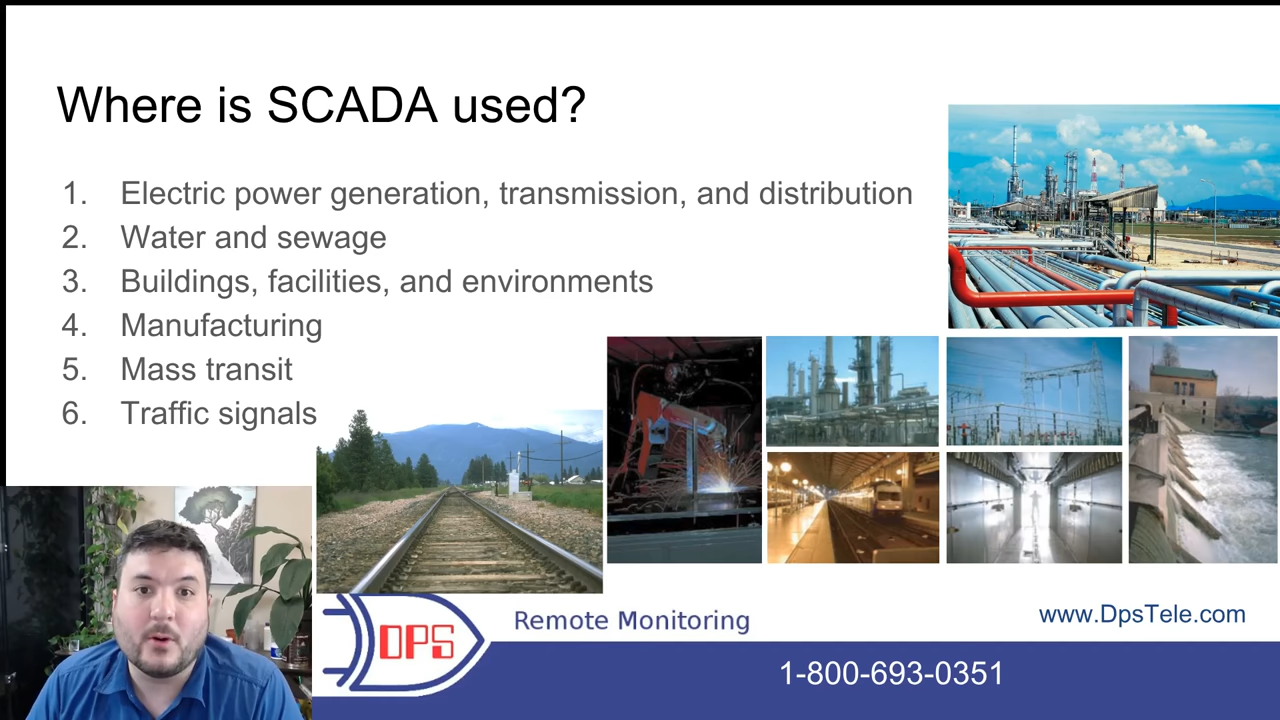 Where is SCADA used?
1. Electric power generation, transmission, and distribution
2. Water and sewage
3. Buildings, facilities, and environments
4. Manufacturing
5. Mass transit
6. Traffic signals
DPS
Remote Monitoring
www.DpsTele.com
1-800-693-0351